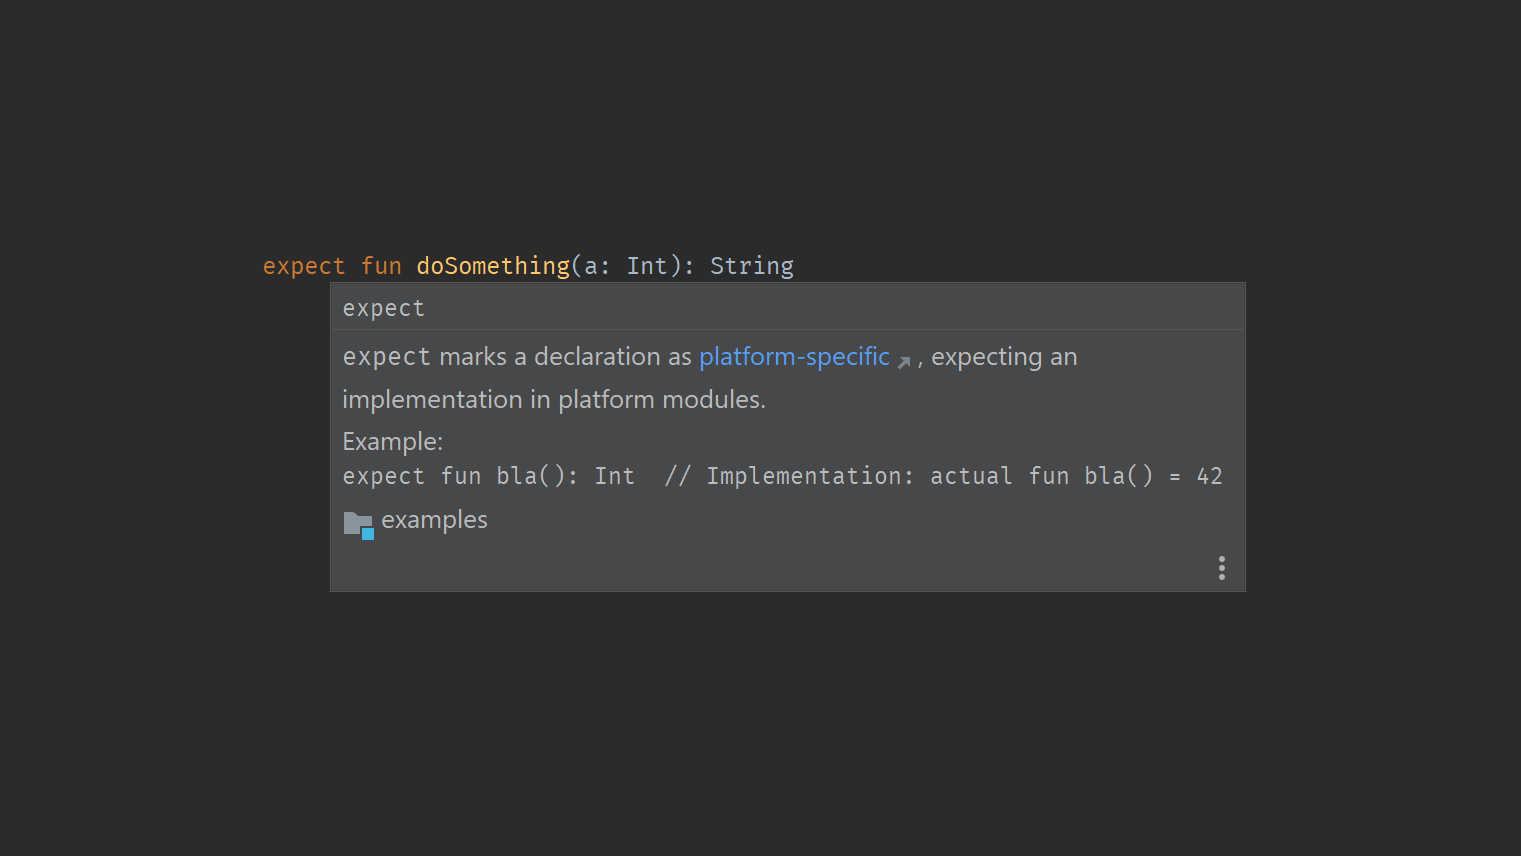 expect fun doSomething(a: Int): String
expect
expect marks a declaration as platform-specific , expecting an
implementation in platform modules.
Example:
expect fun bla(): Int  // Implementation: actual fun bla() = 42
examples